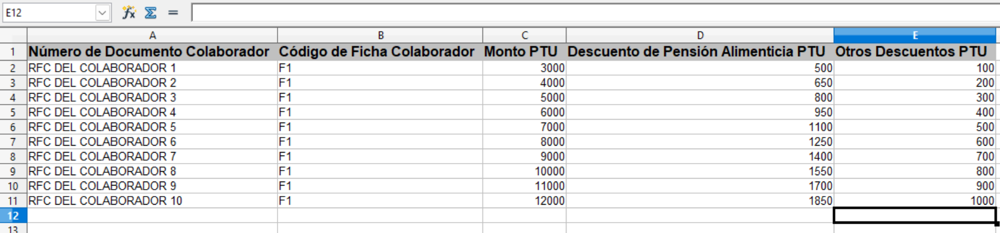 E12
A B C D E
1 Número de Documento Colaborador Código de Ficha Colaborador Monto PTU Descuento de Pensión Alimenticia PTU Otros Descuentos PTU
2 RFC DEL COLABORADOR 1 F1 3000 500 100
3 RFC DEL COLABORADOR 2 F1 4000 650 200
4 RFC DEL COLABORADOR 3 F1 5000 800 300
5 RFC DEL COLABORADOR 4 F1 6000 950 400
6 RFC DEL COLABORADOR 5 F1 7000 1100 500
7 RFC DEL COLABORADOR 6 F1 8000 1250 600
8 RFC DEL COLABORADOR 7 F1 9000 1400 700
9 RFC DEL COLABORADOR 8 F1 10000 1550 800
10 RFC DEL COLABORADOR 9 F1 11000 1700 900
11 RFC DEL COLABORADOR 10 F1 12000 1850 1000
12
13